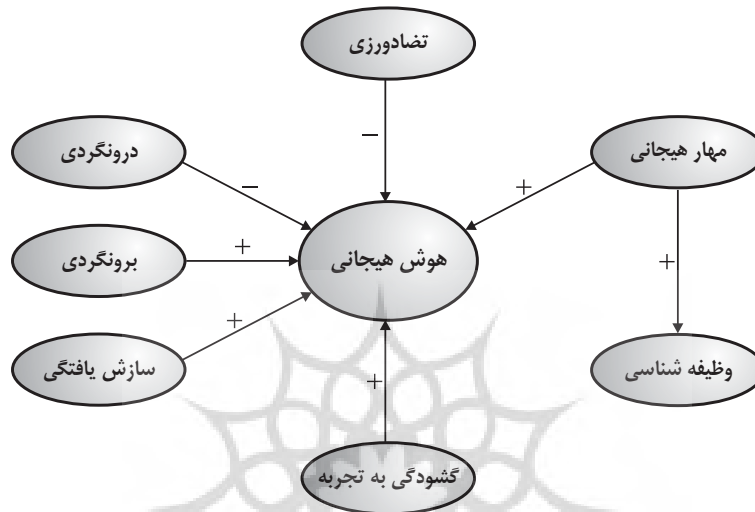 تضادورزی
درونگردی
مهار هیجانی
−
−
+
هوش هیجانی
برونگردی
+
+
سازش یافتگی
+
وظیفه شناسی
+
گشودگی به تجربه